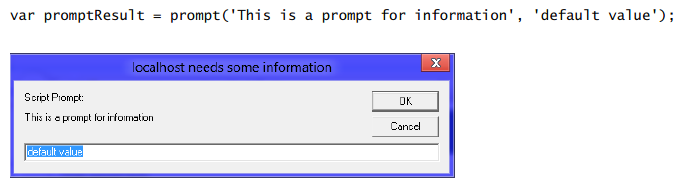 var promptResult = prompt('This is a prompt for information', 'default value');
localhost needs some information
X
Script Prompt:
OK
This is a prompt for information
Cancel
default value